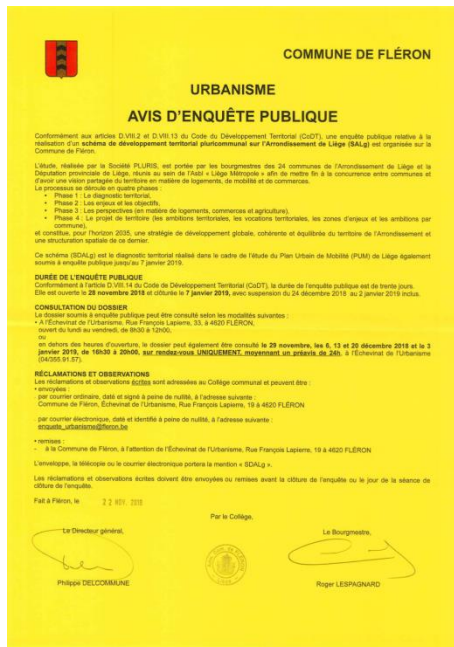 COMMUNE DE FLÉRON
URBANISME
AVIS D'ENQUÊTE PUBLIQUE
Conformément aux articles D.VIII.2 et D.VIII.13 du Code du Développement Territorial (CoDT), une enquête publique relative à la
réalisation d'un schéma de développement territorial pluricommunal sur l'Arrondissement de Liège (SALg) est organisée sur la
Commune de Fléron.
L'étude, réalisée par la Société PLURIS, est portée par les bourgmestres des 24 communes de l'Arrondissement de Liège et la
Députation provinciale de Liège, réunis au sein de l'Asbl « Liège Métropole » afin de mettre fin à la concurrence entre communes et
d'avoir une vision partagée du territoire en matière de logements, de mobilité et de commerces.
Le processus se déroule en quatre phases :
• Phase 1 : Le diagnostic territorial,
• Phase 2 : Les enjeux et les objectifs,
• Phase 3 : Les perspectives (en matière de logements, commerces et agriculture),
• Phase 4 : Le projet de territoire (les ambitions territoriales, les vocations territoriales, les zones d'enjeux et les ambitions par
commune),
et constitue, pour l'horizon 2035, une stratégie de développement globale, cohérente et équilibrée du territoire de l'Arrondissement et
une structuration spatiale de ce dernier.
Ce schéma (SDALg) est le diagnostic territorial réalisé dans le cadre de l'étude du Plan Urbain de Mobilité (PUM) de Liège également
soumis à enquête publique jusqu'au 7 janvier 2019.
DURÉE DE L'ENQUÊTE PUBLIQUE
Conformément à l'article D.VIII.14 du Code de Développement Territorial (CoDT), la durée de l'enquête publique est de trente jours.
Elle est ouverte le 28 novembre 2018 et clôturée le 7 janvier 2019, avec suspension du 24 décembre 2018 au 2 janvier 2019 inclus.
CONSULTATION DU DOSSIER
Le dossier soumis à enquête publique peut être consulté selon les modalités suivantes :
• A l'Échevinat de l'Urbanisme, Rue François Lapierre, 33, à 4620 FLÉRON,
ouvert du lundi au vendredi, de 8h30 à 12h00,
ou
en dehors des heures d'ouverture, le dossier peut également être consulté le 29 novembre, les 6, 13 et 20 décembre 2018 et le 3
janvier 2019, de 16h30 à 20h00, sur rendez-vous UNIQUEMENT, moyennant un préavis de 24h, à l'Échevinat de l'Urbanisme
(04/355.91.57).
RÉCLAMATIONS ET OBSERVATIONS
Les réclamations et observations écrites sont adressées au Collège communal et peuvent être :
• envoyées :
- par courrier ordinaire, daté et signé à peine de nullité, à l'adresse suivante :
Commune de Fléron, Échevinat de l'Urbanisme, Rue François Lapierre, 19 à 4620 FLÉRON
- par courrier électronique, daté et identifié à peine de nullité, à l'adresse suivante :
enquete_urbanisme@fleron.be
• remises :
- à la Commune de Fléron, à l'attention de l'Échevinat de l'Urbanisme, Rue François Lapierre, 19 à 4620 FLÉRON
L'enveloppe, la télécopie ou le courrier électronique portera la mention « SDALg ».
Les réclamations et observations écrites doivent être envoyées ou remises avant la clôture de l'enquête ou le jour de la séance de
clôture de l'enquête.
Fait à Fléron, le 22 NOV. 2018
Par le Collège,
Le Directeur général, Le Bourgmestre,
Philippe DELCOMMUNE Roger LESPAGNARD